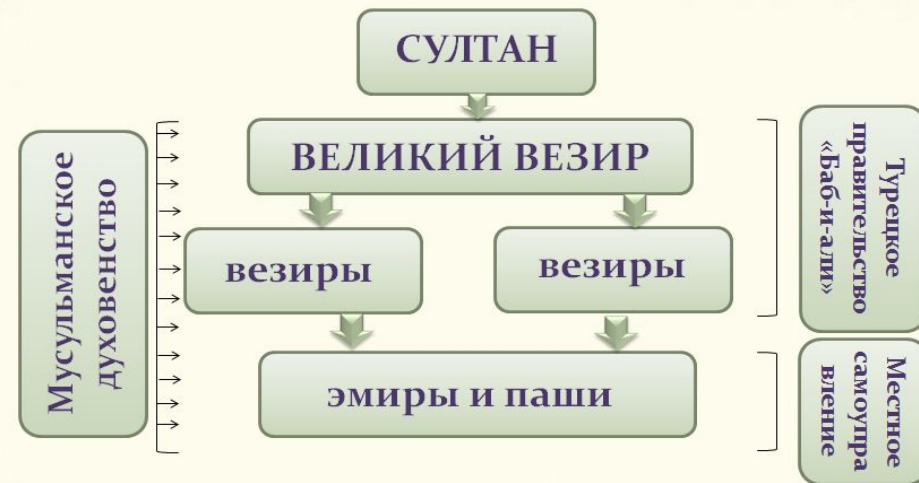 СУЛТАН
ВЕЛИКИЙ ВЕЗИР
везиры
везиры
эмиры и паши
Мусульманское
духовенство
Турецкое
правительство
«Баб-и-али»
Местное
самоупра
вление